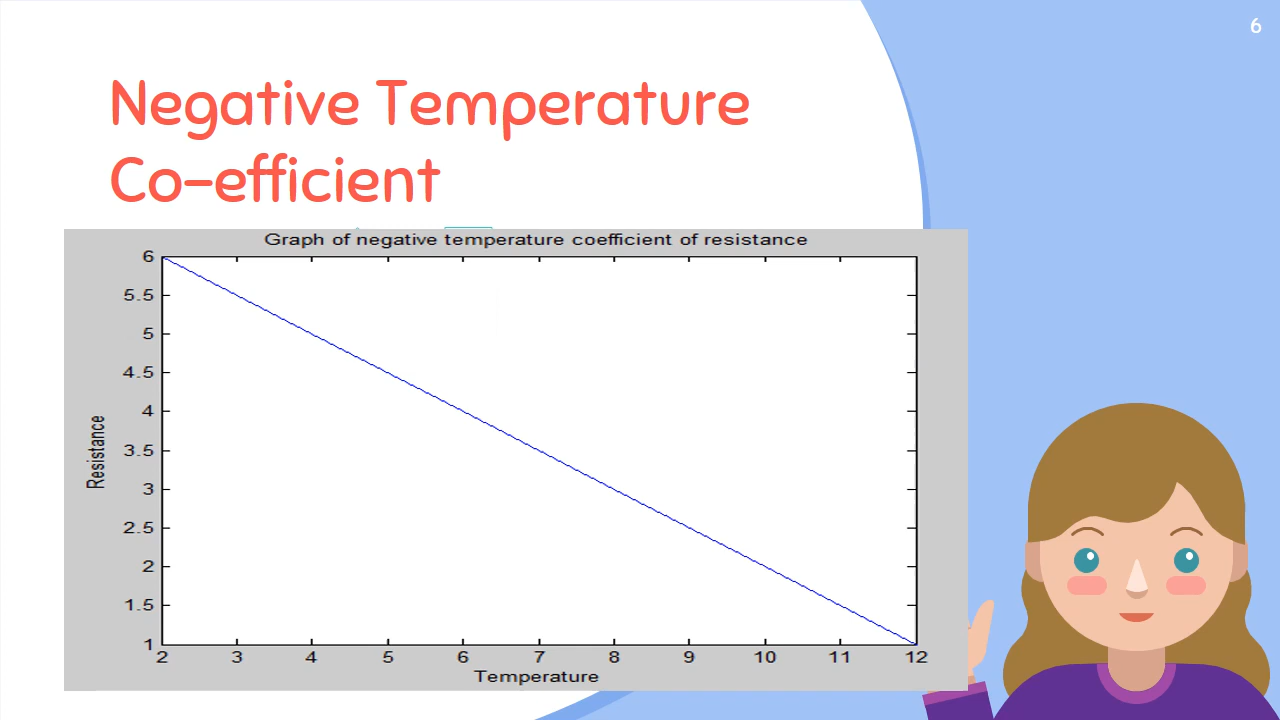 6
Negative Temperature
Co-efficient
Graph of negative temperature coefficient of resistance
6
5.5
5
4.5
4
3.5
3
2.5
2
1.5
1
Resistance
2 3 4 5 6 7 8 9 10 11 12
Temperature